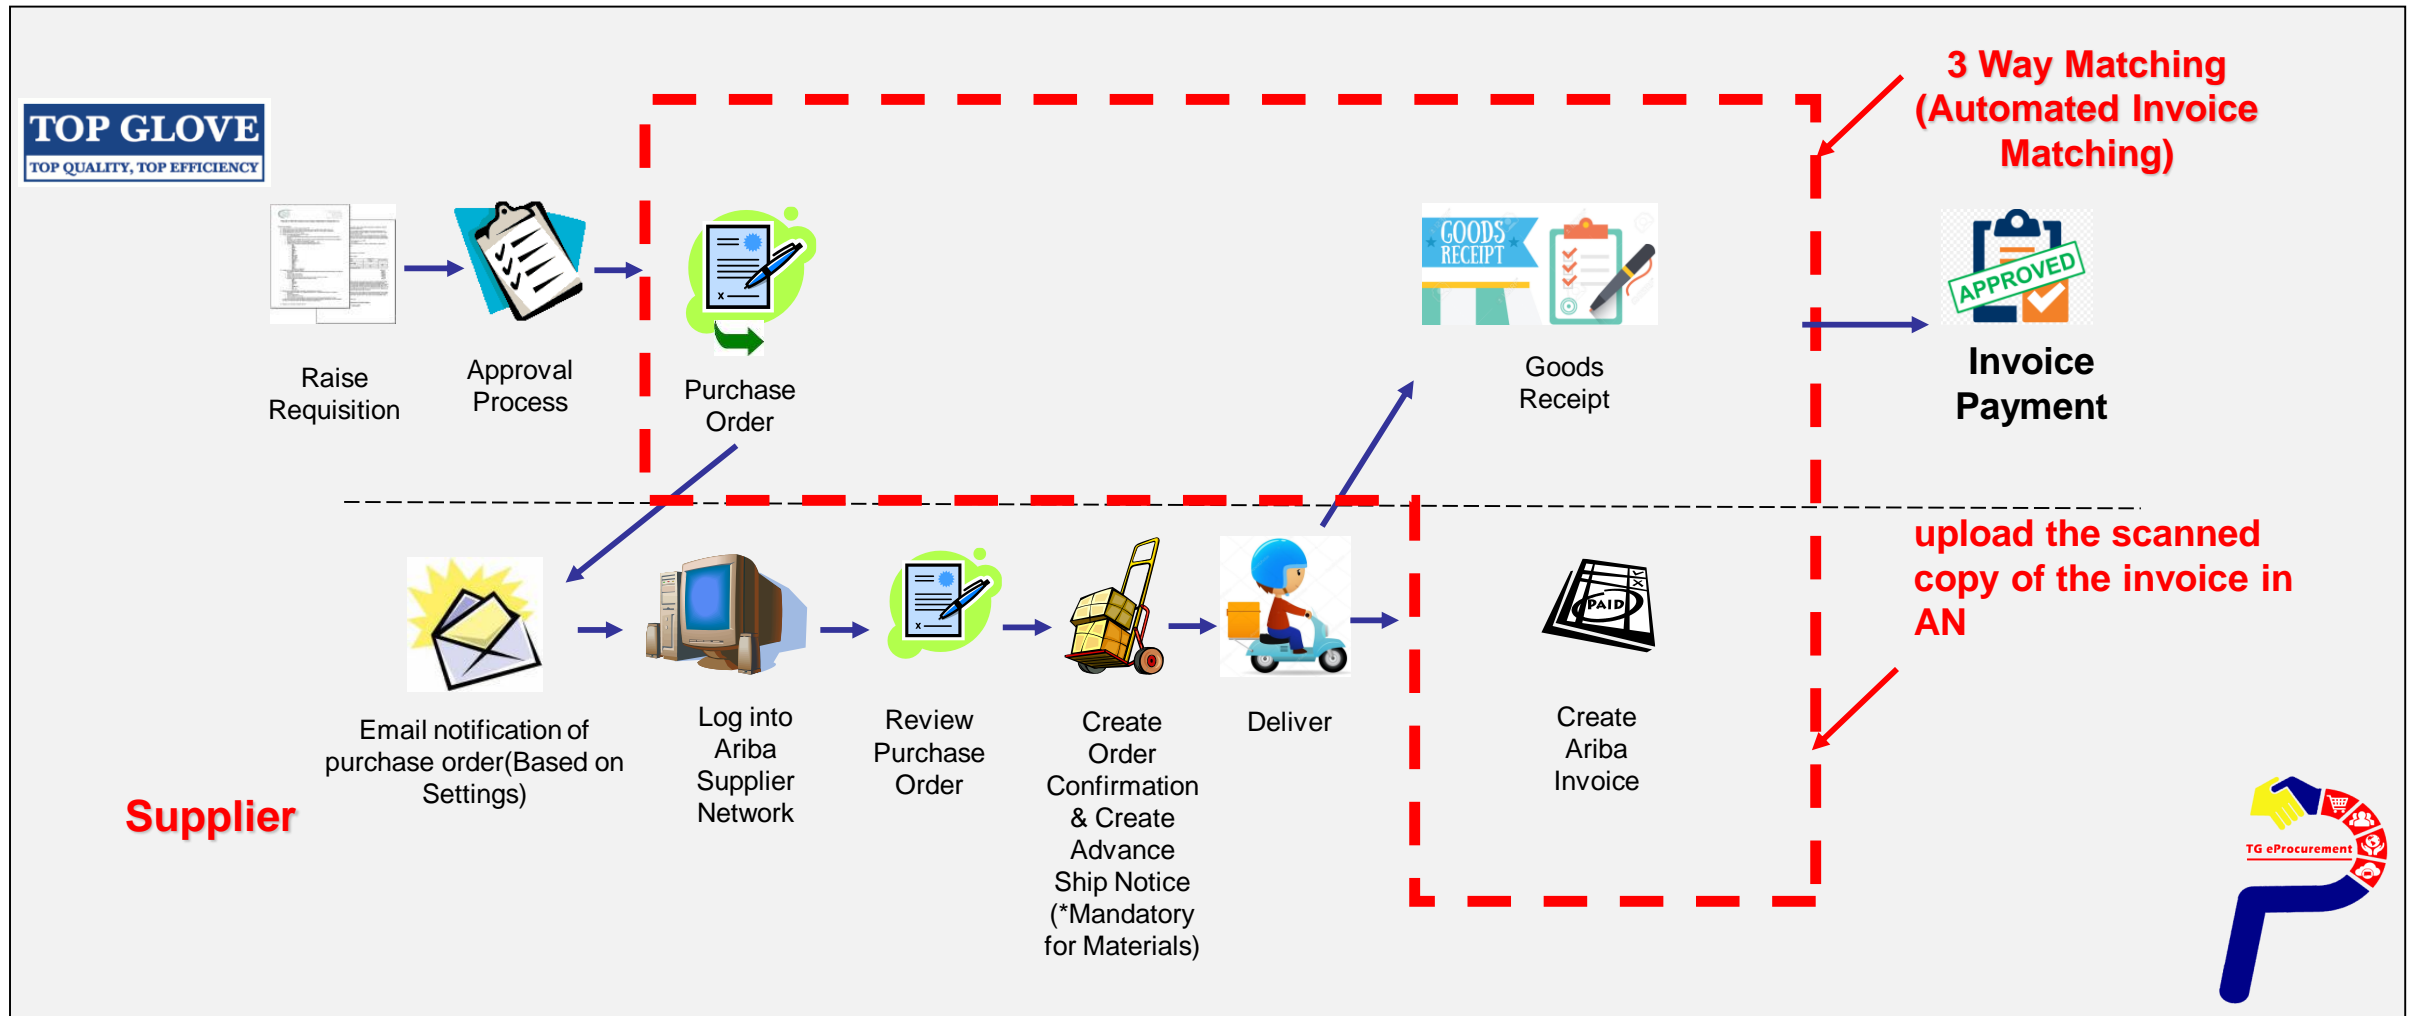 3 Way Matching
(Automated Invoice
Matching)
TOP GLOVE
TOP QUALITY, TOP EFFICIENCY
GOODS
RECEIPT
APPROVED
Raise
Requisition
Approval
Process
Purchase
Order
Goods
Receipt
Invoice
Payment
upload the scanned
copy of the invoice in
AN
PAID
Email notification of
purchase order(Based on
Settings)
Log into
Ariba
Supplier
Network
Review
Purchase
Order
Create
Order
Confirmation
& Create
Advance
Ship Notice
(*Mandatory
for Materials)
Deliver
Create
Ariba
Invoice
Supplier
TG eProcurement